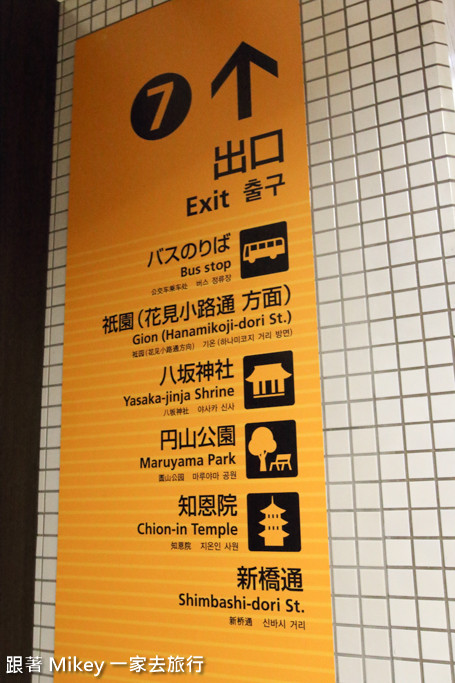 7
出口
Exit 출구
バスのりば
Bus stop
公交车乘车处 버스 정류장
祇園(花見小路通 方面)
Gion (Hanamikoji-dori St.)
祇园(花见小路通方向) 기온 (하나미코지 거리 방면)
八坂神社
Yasaka-jinja Shrine
八坂神社 야사카 신사
円山公園
Maruyama Park
圆山公园 마루야마 공원
知恩院
Chion-in Temple
知恩院 지온인 사원
新橋通
Shimbashi-dori St.
新桥通 신바시 거리
跟著 Mikey 一家去旅行